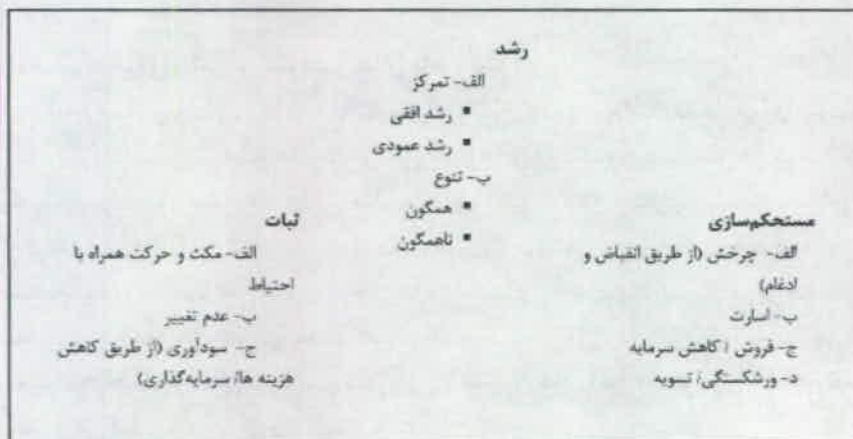 رشد
الف- تمرکز
▪ رشد افقی
▪ رشد عمودی
ب- تنوع
▪ همگون
▪ ناهمگون
مستحکم‌سازی
الف- چرخش (از طریق انقباض و
ادغام)
ب- اسارت
ج- فروش / کاهش سرمایه
د- ورشکستگی/ تسویه
ثبات
الف- مکث و حرکت همراه با
احتیاط
ب- عدم تغییر
ج- سودآوری (از طریق کاهش
هزینه ها/ سرمایه‌گذاری)